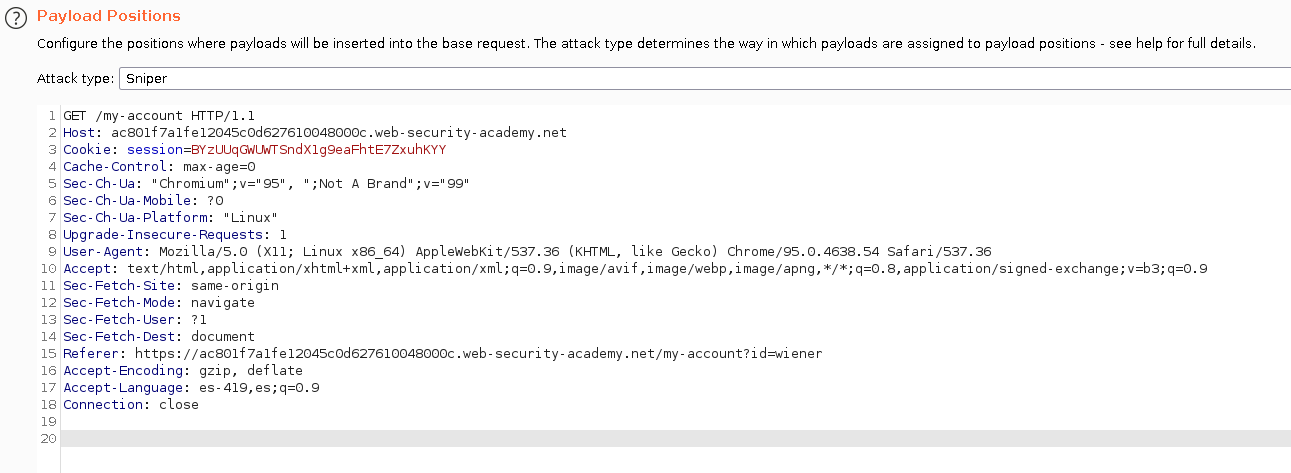 ? Payload Positions
Configure the positions where payloads will be inserted into the base request. The attack type determines the way in which payloads are assigned to payload positions - see help for full details.
Attack type: Sniper
1 GET /my-account HTTP/1.1
2 Host: ac801f7a1fe12045c0d627610048000c.web-security-academy.net
3 Cookie: session=BYzUUqGWUWTSndX1g9eaFhtE7ZxuhKYY
4 Cache-Control: max-age=0
5 Sec-Ch-Ua: "Chromium";v="95", ";Not A Brand";v="99"
6 Sec-Ch-Ua-Mobile: ?0
7 Sec-Ch-Ua-Platform: "Linux"
8 Upgrade-Insecure-Requests: 1
9 User-Agent: Mozilla/5.0 (X11; Linux x86_64) AppleWebKit/537.36 (KHTML, like Gecko) Chrome/95.0.4638.54 Safari/537.36
10 Accept: text/html,application/xhtml+xml,application/xml;q=0.9,image/avif,image/webp,image/apng,*/*;q=0.8,application/signed-exchange;v=b3;q=0.9
11 Sec-Fetch-Site: same-origin
12 Sec-Fetch-Mode: navigate
13 Sec-Fetch-User: ?1
14 Sec-Fetch-Dest: document
15 Referer: https://ac801f7a1fe12045c0d627610048000c.web-security-academy.net/my-account?id=wiener
16 Accept-Encoding: gzip, deflate
17 Accept-Language: es-419,es;q=0.9
18 Connection: close
19
20